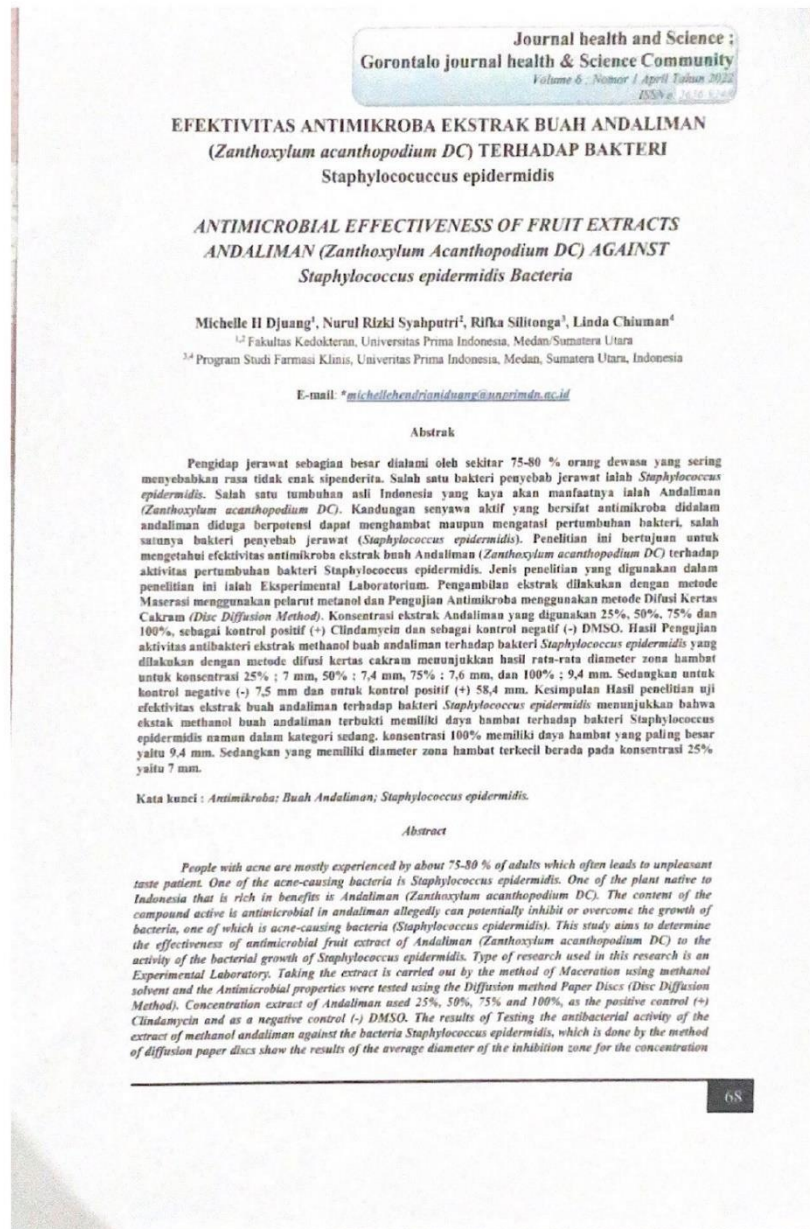 Journal health and Science ;
Gorontalo journal health & Science Community
Volume 6 : Nomor 1 April Tahun 2022
ISSN e
EFEKTIVITAS ANTIMIKROBA EKSTRAK BUAH ANDALIMAN
(Zanthoxylum acanthopodium DC) TERHADAP BAKTERI
Staphylococuccus epidermidis
ANTIMICROBIAL EFFECTIVENESS OF FRUIT EXTRACTS
ANDALIMAN (Zanthoxylum Acanthopodium DC) AGAINST
Staphylococcus epidermidis Bacteria
Michelle H Djuang¹, Nurul Rizki Syahputri², Rifka Silitonga³, Linda Chiuman⁴
¹,² Fakultas Kedokteran, Universitas Prima Indonesia, Medan/Sumatera Utara
³,⁴ Program Studi Farmasi Klinis, Univeritas Prima Indonesia, Medan, Sumatera Utara, Indonesia
E-mail: *michellehendrianiduang@unprimdn.ac.id
Abstrak
Pengidap jerawat sebagian besar dialami oleh sekitar 75-80 % orang dewasa yang sering
menyebabkan rasa tidak enak sipenderita. Salah satu bakteri penyebab jerawat ialah Staphylococcus
epidermidis. Salah satu tumbuhan asli Indonesia yang kaya akan manfaatnya ialah Andaliman
(Zanthoxylum acanthopodium DC). Kandungan senyawa aktif yang bersifat antimikroba didalam
andaliman diduga berpotensi dapat menghambat maupun mengatasi pertumbuhan bakteri, salah
satunya bakteri penyebab jerawat (Staphylococcus epidermidis). Penelitian ini bertujuan untuk
mengetahui efektivitas antimikroba ekstrak buah Andaliman (Zanthoxylum acanthopodium DC) terhadap
aktivitas pertumbuhan bakteri Staphylococcus epidermidis. Jenis penelitian yang digunakan dalam
penelitian ini ialah Eksperimental Laboratorium. Pengambilan ekstrak dilakukan dengan metode
Maserasi menggunakan pelarut metanol dan Pengujian Antimikroba menggunakan metode Difusi Kertas
Cakram (Disc Diffusion Method). Konsentrasi ekstrak Andaliman yang digunakan 25%, 50%, 75% dan
100%, sebagai kontrol positif (+) Clindamycin dan sebagai kontrol negatif (-) DMSO. Hasil Pengujian
aktivitas antibakteri ekstrak methanol buah andaliman terhadap bakteri Staphylococcus epidermidis yang
dilakukan dengan metode difusi kertas cakram menunjukkan hasil rata-rata diameter zona hambat
untuk konsentrasi 25% ; 7 mm, 50% ; 7,4 mm, 75% ; 7,6 mm, dan 100% ; 9,4 mm. Sedangkan untuk
kontrol negative (-) 7,5 mm dan untuk kontrol positif (+) 58,4 mm. Kesimpulan Hasil penelitian uji
efektivitas ekstrak buah andaliman terhadap bakteri Staphylococcus epidermidis menunjukkan bahwa
ekstak methanol buah andaliman terbukti memiliki daya hambat terhadap bakteri Staphylococcus
epidermidis namun dalam kategori sedang. konsentrasi 100% memiliki daya hambat yang paling besar
yaitu 9,4 mm. Sedangkan yang memiliki diameter zona hambat terkecil berada pada konsentrasi 25%
yaitu 7 mm.
Kata kunci : Antimikroba; Buah Andaliman; Staphylococcus epidermidis.
Abstract
People with acne are mostly experienced by about 75-80 % of adults which often leads to unpleasant
taste patient. One of the acne-causing bacteria is Staphylococcus epidermidis. One of the plant native to
Indonesia that is rich in benefits is Andaliman (Zanthoxylum acanthopodium DC). The content of the
compound active is antimicrobial in andaliman allegedly can potentially inhibit or overcome the growth of
bacteria, one of which is acne-causing bacteria (Staphylococcus epidermidis). This study aims to determine
the effectiveness of antimicrobial fruit extract of Andaliman (Zanthoxylum acanthopodium DC) to the
activity of the bacterial growth of Staphylococcus epidermidis. Type of research used in this research is an
Experimental Laboratory. Taking the extract is carried out by the method of Maceration using methanol
solvent and the Antimicrobial properties were tested using the Diffusion method Paper Discs (Disc Diffusion
Method). Concentration extract of Andaliman used 25%, 50%, 75% and 100%, as the positive control (+)
Clindamycin and as a negative control (-) DMSO. The results of Testing the antibacterial activity of the
extract of methanol andaliman against the bacteria Staphylococcus epidermidis, which is done by the method
of diffusion paper discs show the results of the average diameter of the inhibition zone for the concentration
68